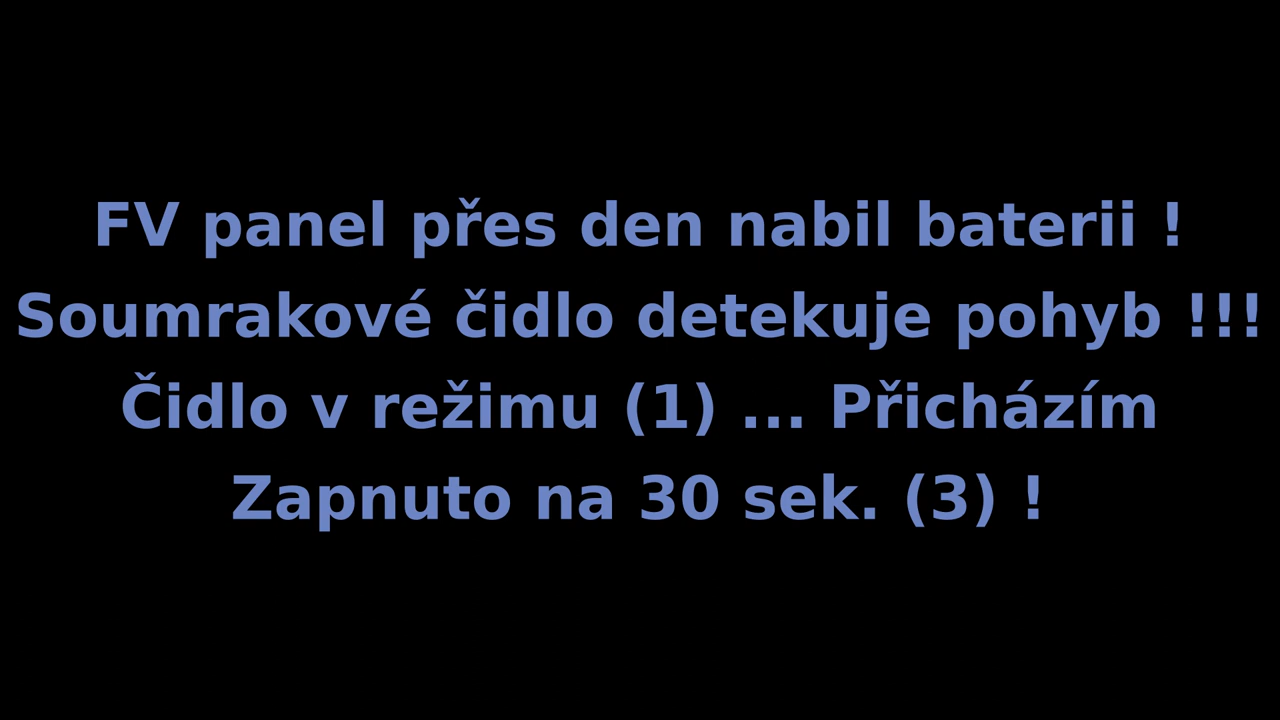 FV panel přes den nabil baterii !
Soumrakové čidlo detekuje pohyb !!!
Čidlo v režimu (1) ... Přicházím
Zapnuto na 30 sek. (3) !